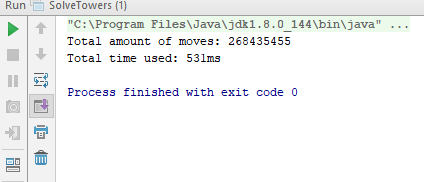 Run SolveTowers (1)
"C:\Program Files\Java\jdk1.8.0_144\bin\java" ...
Total amount of moves: 268435455
Total time used: 531ms
Process finished with exit code 0